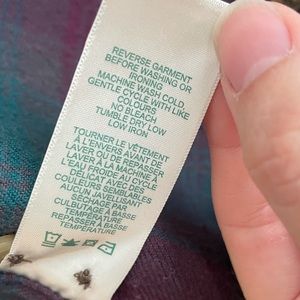 REVERSE GARMENT
BEFORE WASHING OR
IRONING
MACHINE WASH COLD,
GENTLE CYCLE WITH LIKE
COLOURS
NO BLEACH
TUMBLE DRY LOW
LOW IRON
TOURNER LE VÊTEMENT
À L'ENVERS AVANT DE
LAVER OU DE REPASSER
LAVER À LA MACHINE À
L'EAU FROIDE AU CYCLE
DÉLICAT AVEC DES
COULEURS SEMBLABLES
AUCUN JAVELLISANT
SÉCHAGE PAR
CULBUTAGE À BASSE
TEMPÉRATURE
REPASSER À BASSE
TEMPÉRATURE